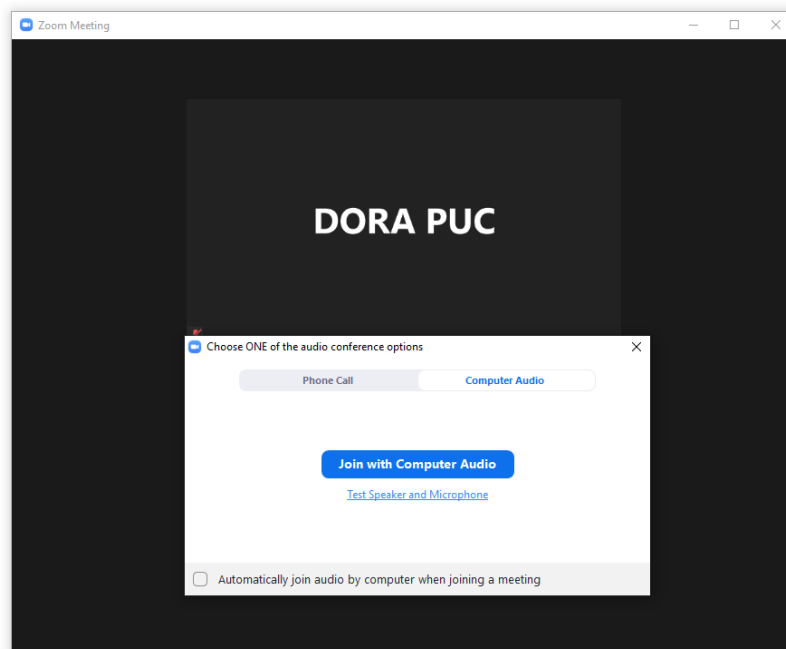 Zoom Meeting
DORA PUC
Choose ONE of the audio conference options
Phone Call
Computer Audio
Join with Computer Audio
Test Speaker and Microphone
Automatically join audio by computer when joining a meeting